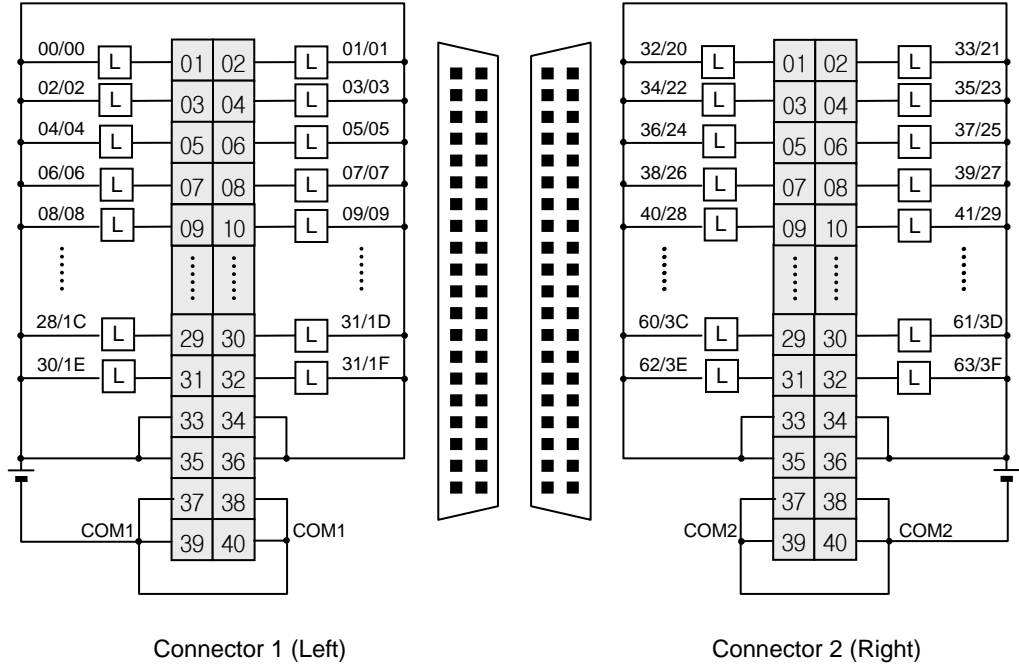 00/00 L 01 02 L 01/01
02/02 L 03 04 L 03/03
04/04 L 05 06 L 05/05
06/06 L 07 08 L 07/07
08/08 L 09 10 L 09/09
28/1C L 29 30 L 31/1D
30/1E L 31 32 L 31/1F
33 34
35 36
37 38
COM1 39 40 COM1
Connector 1 (Left)
32/20 L 01 02 L 33/21
34/22 L 03 04 L 35/23
36/24 L 05 06 L 37/25
38/26 L 07 08 L 39/27
40/28 L 09 10 L 41/29
60/3C L 29 30 L 61/3D
62/3E L 31 32 L 63/3F
33 34
35 36
37 38
COM2 39 40 COM2
Connector 2 (Right)